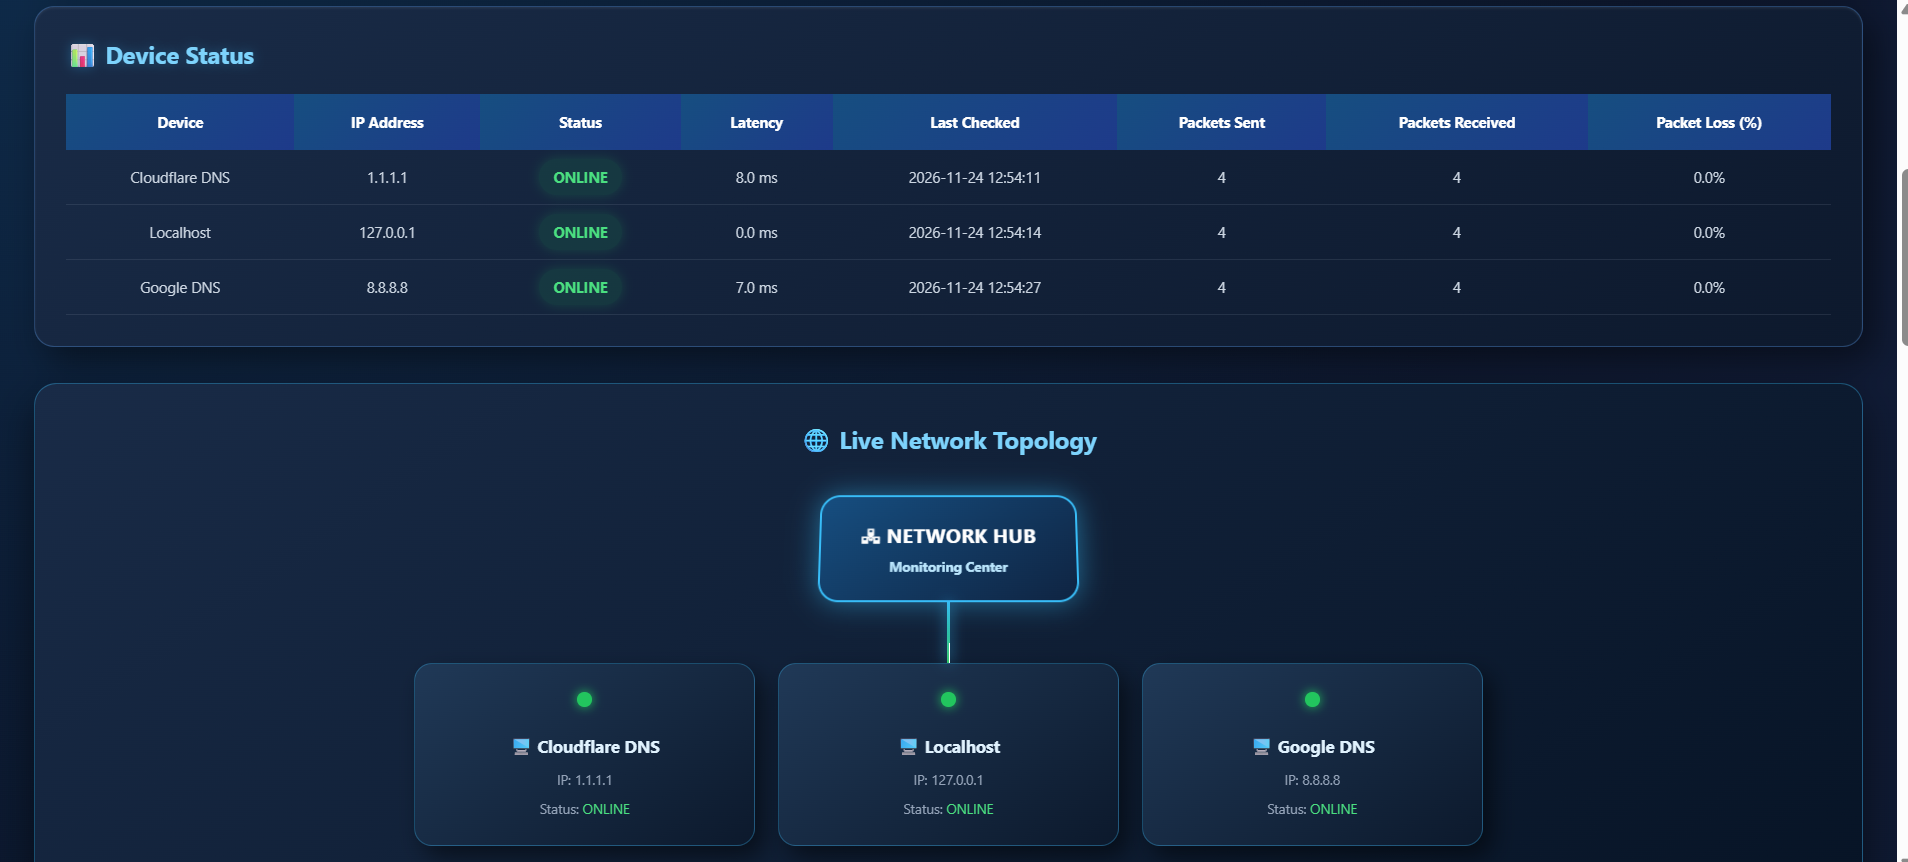 Device Status
Device IP Address Status Latency Last Checked Packets Sent Packets Received Packet Loss (%)
Cloudflare DNS 1.1.1.1 ONLINE 8.0 ms 2026-11-24 12:54:11 4 4 0.0%
Localhost 127.0.0.1 ONLINE 0.0 ms 2026-11-24 12:54:14 4 4 0.0%
Google DNS 8.8.8.8 ONLINE 7.0 ms 2026-11-24 12:54:27 4 4 0.0%
Live Network Topology
NETWORK HUB
Monitoring Center
Cloudflare DNS
IP: 1.1.1.1
Status: ONLINE
Localhost
IP: 127.0.0.1
Status: ONLINE
Google DNS
IP: 8.8.8.8
Status: ONLINE